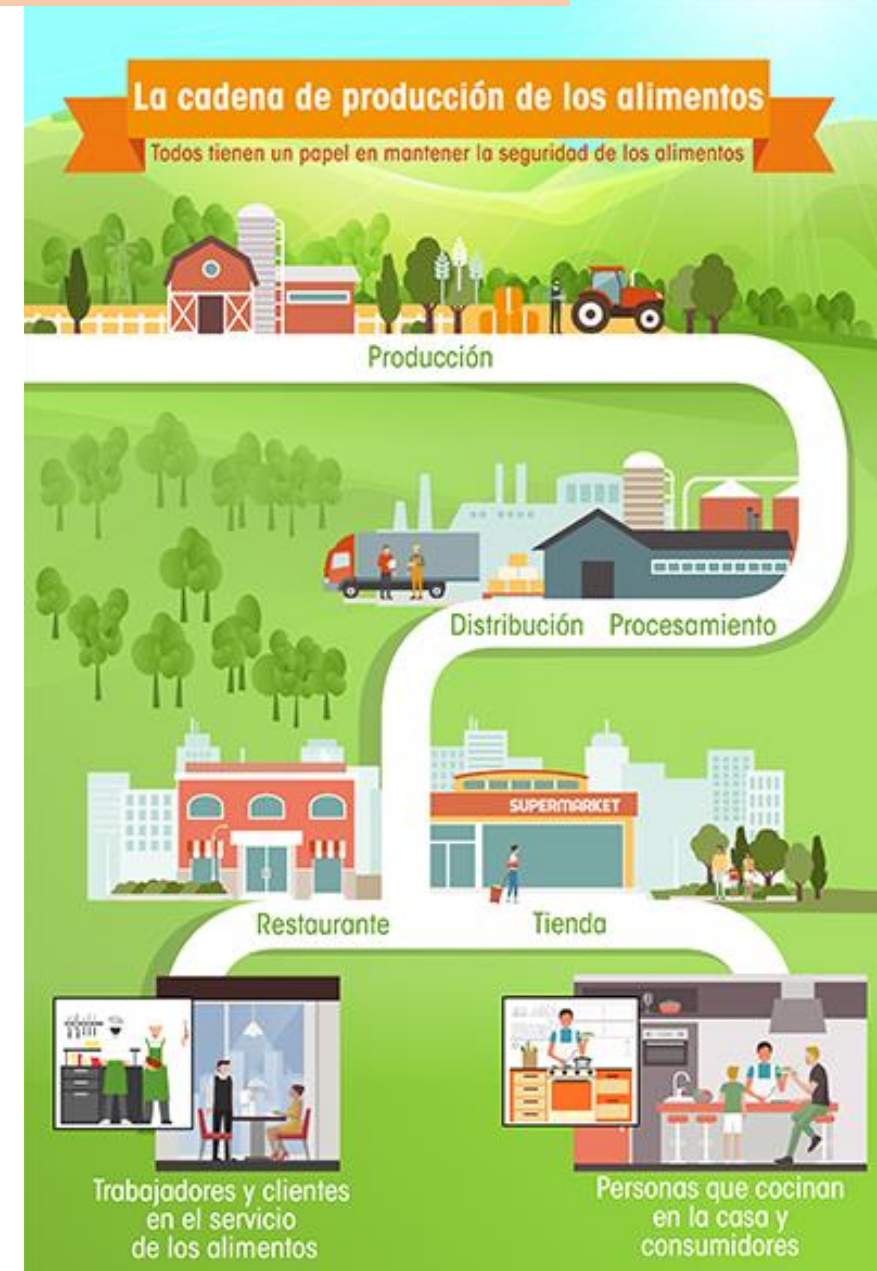 La cadena de producción de los alimentos
Todos tienen un papel en mantener la seguridad de los alimentos
Producción
Distribución Procesamiento
SUPERMARKET
Restaurante
Tienda
Trabajadores y clientes
en el servicio
de los alimentos
Personas que cocinan
en la casa y
consumidores